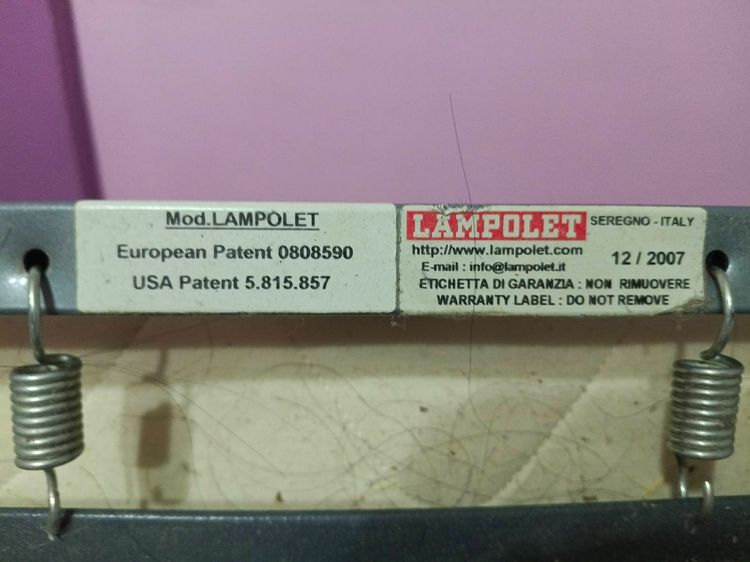 Mod.LAMPOLET
European Patent 0808590
USA Patent 5.815.857
LAMPOLET SEREGNO - ITALY
http://www.lampolet.com
E-mail : info@lampolet.it
12 / 2007
ETICHETTA DI GARANZIA : NON RIMUOVERE
WARRANTY LABEL : DO NOT REMOVE